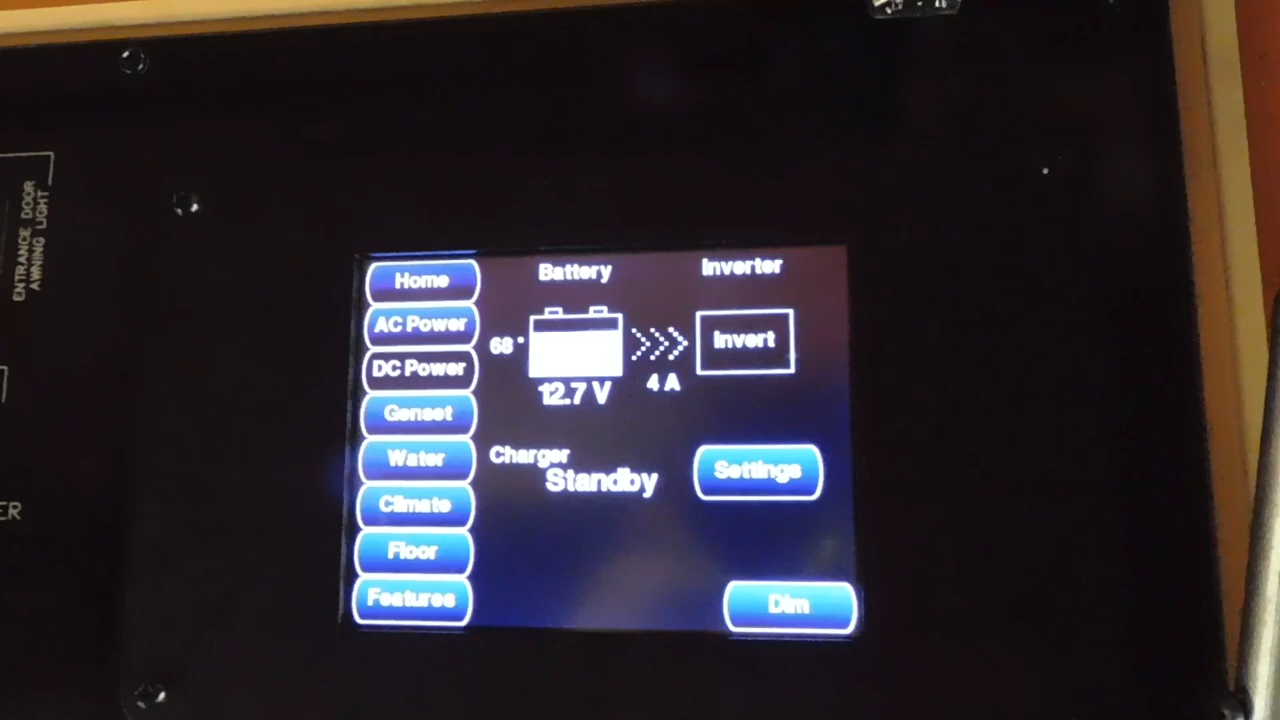 ENTRANCE DOOR
AWNING LIGHT
ER
Home
AC Power
DC Power
Genset
Water
Climate
Floor
Features
Battery
Inverter
68°
Invert
12.7 V
4 A
Charger
Standby
Settings
Dim